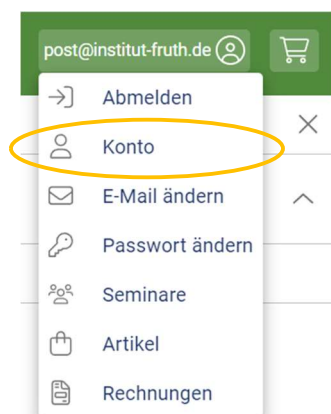 post@institut-fruth.de
Abmelden
Konto
E-Mail ändern
Passwort ändern
Seminare
Artikel
Rechnungen